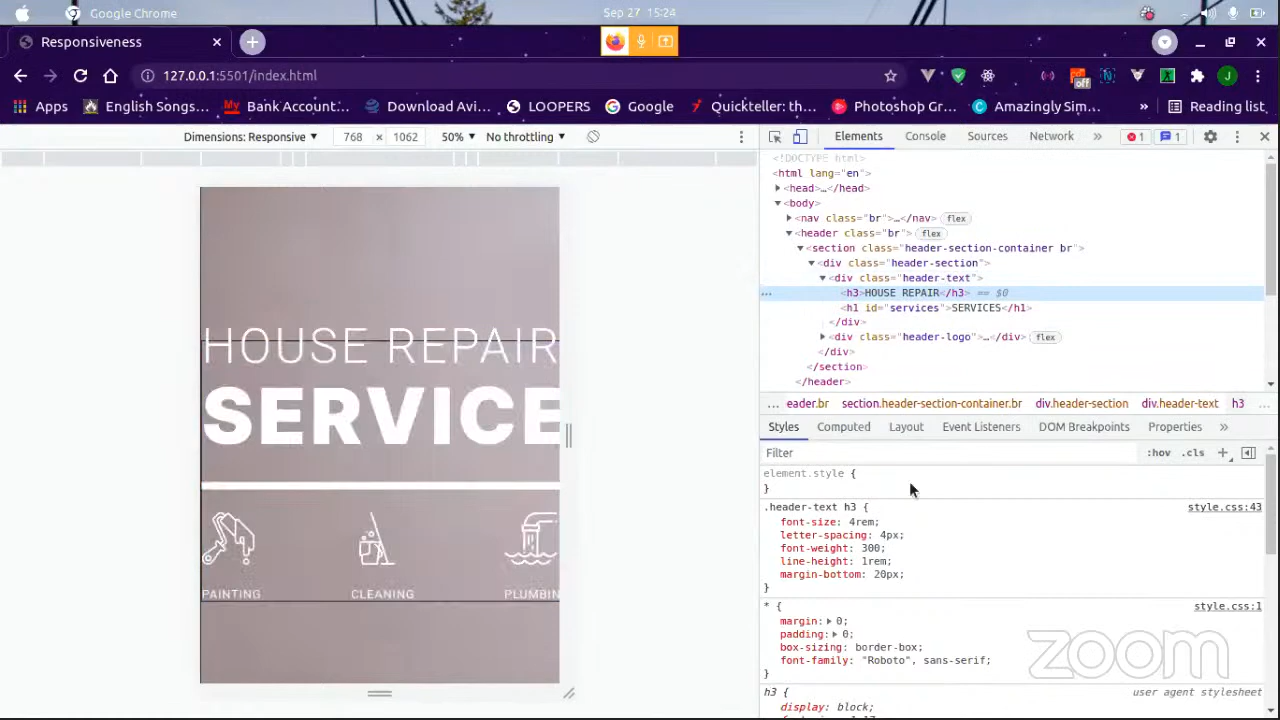 Google Chrome
Sep 27 15:24
Responsiveness
127.0.0.1:5501/index.html
off
J
Apps
English Songs...
My Bank Account:...
Download Avi...
LOOPERS
Google
Quickteller: th...
Photoshop Gr...
Amazingly Sim...
»
Reading list
Dimensions: Responsive
768 × 1062
50%
No throttling
Elements
Console
Sources
Network
»
1
1
<!DOCTYPE html>
<html lang="en">
<head>…</head>
<body>
<nav class="br">…</nav> flex
<header class="br"> flex
<section class="header-section-container br">
<div class="header-section">
<div class="header-text">
<h3>HOUSE REPAIR</h3> == $0
<h1 id="services">SERVICES</h1>
</div>
<div class="header-logo">…</div> flex
</div>
</section>
</header>
... eader.br section.header-section-container.br div.header-section div.header-text h3 ...
HOUSE REPAIR
SERVICE
PAINTING
CLEANING
PLUMBIN
Styles
Computed
Layout
Event Listeners
DOM Breakpoints
Properties
»
Filter
:hov .cls +
element.style {
}
.header-text h3 { style.css:43
font-size: 4rem;
letter-spacing: 4px;
font-weight: 300;
line-height: 1rem;
margin-bottom: 20px;
}
* { style.css:1
margin: 0;
padding: 0;
box-sizing: border-box;
font-family: "Roboto", sans-serif;
}
h3 { user agent stylesheet
display: block;
zoom